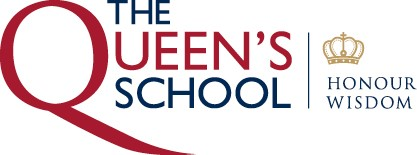 THE
QUEEN'S
SCHOOL
HONOUR
WISDOM